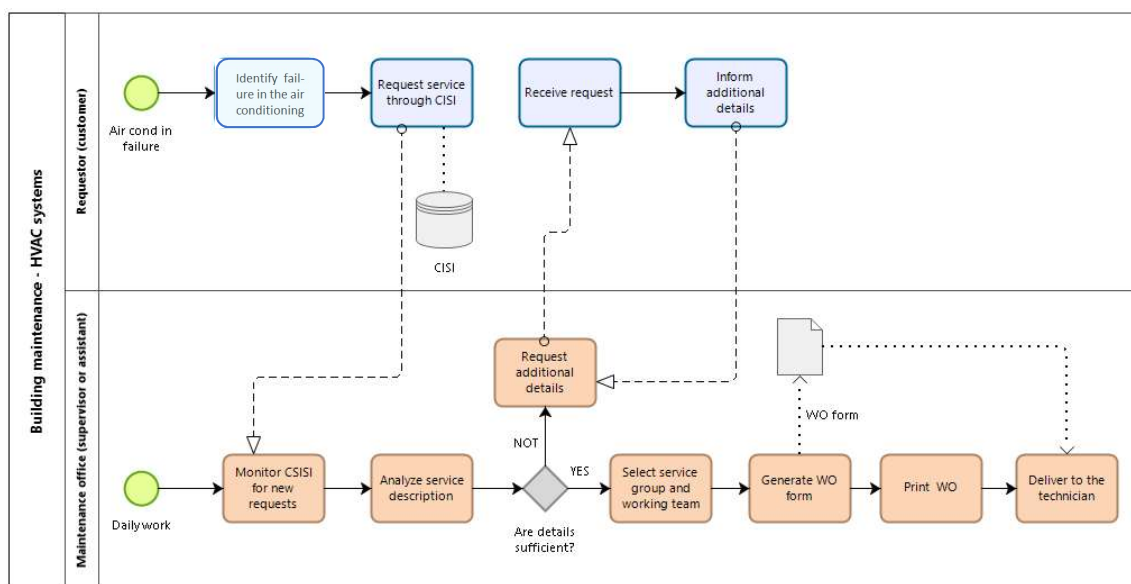 Building maintenance - HVAC systems
Requestor (customer)
Air cond in
failure
Identify fail-
ure in the air
conditioning
Request service
through CISI
CISI
Receive request
Inform
additional
details
Maintenance office (supervisor or assistant)
Request
additional
details
WO form
NOT
YES
Daily work
Monitor CSISI
for new
requests
Analyze service
description
Are details
sufficient?
Select service
group and
working team
Generate WO
form
Print WO
Deliver to the
technician